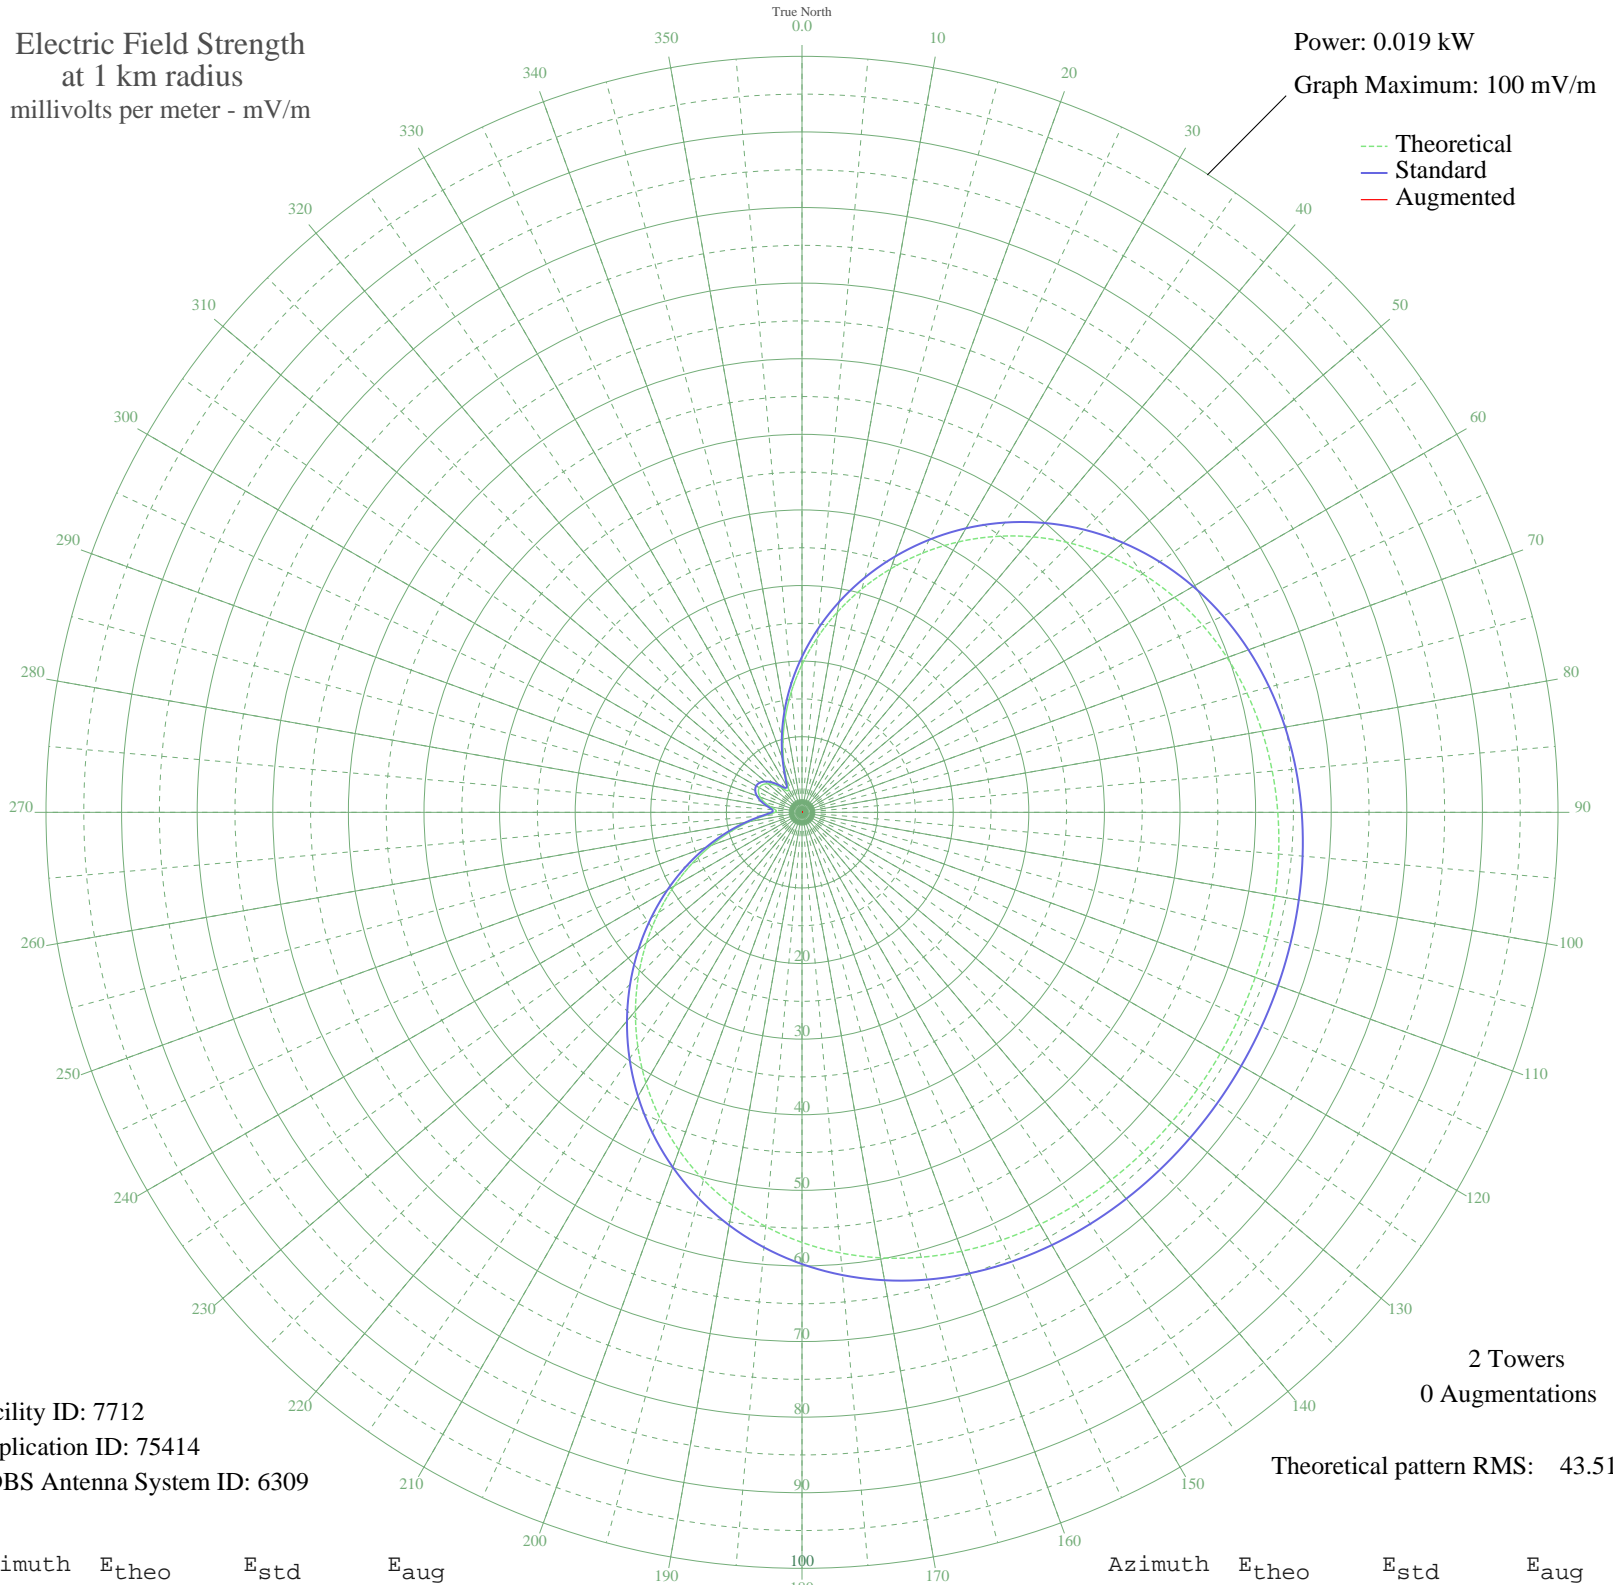 True North
0.0
Electric Field Strength
at 1 km radius
millivolts per meter - mV/m
Power: 0.019 kW
Graph Maximum: 100 mV/m
Theoretical
Standard
Augmented
10
20
30
40
50
60
70
80
90
100
110
120
130
140
150
160
170
190
200
210
220
230
240
250
260
270
280
290
300
310
320
330
340
350
20
30
40
50
60
70
80
90
100
2 Towers
0 Augmentations
Theoretical pattern RMS: 43.51
cility ID: 7712
plication ID: 75414
DBS Antenna System ID: 6309
imuth Etheo Estd Eaug
Azimuth Etheo Estd Eaug